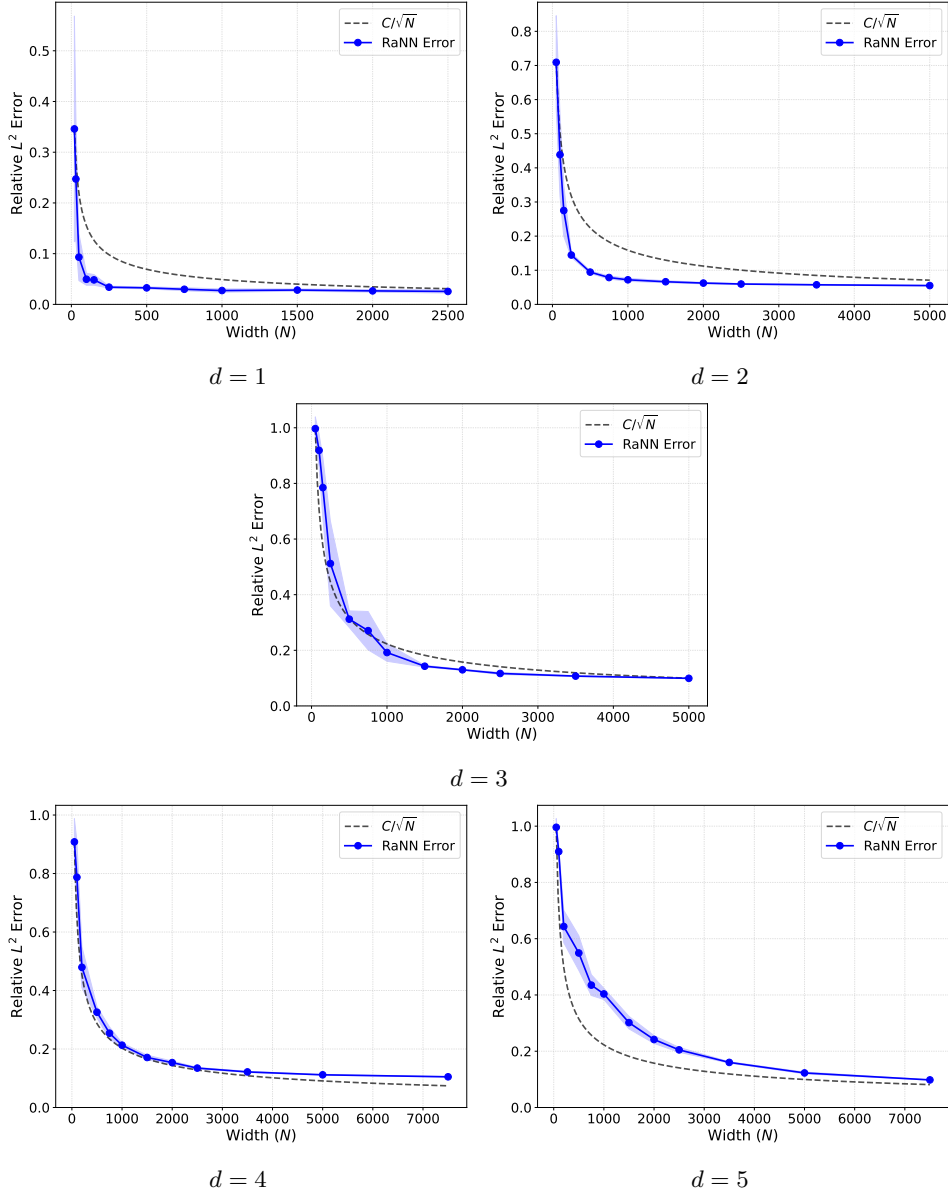 C/√N
RaNN Error
Relative L² Error
0.5
0.4
0.3
0.2
0.1
0.0
0 500 1000 1500 2000 2500
Width (N)
d = 1
C/√N
RaNN Error
Relative L² Error
0.8
0.7
0.6
0.5
0.4
0.3
0.2
0.1
0.0
0 1000 2000 3000 4000 5000
Width (N)
d = 2
C/√N
RaNN Error
Relative L² Error
1.0
0.8
0.6
0.4
0.2
0.0
0 1000 2000 3000 4000 5000
Width (N)
d = 3
C/√N
RaNN Error
Relative L² Error
1.0
0.8
0.6
0.4
0.2
0.0
0 1000 2000 3000 4000 5000 6000 7000
Width (N)
d = 4
C/√N
RaNN Error
Relative L² Error
1.0
0.8
0.6
0.4
0.2
0.0
0 1000 2000 3000 4000 5000 6000 7000
Width (N)
d = 5